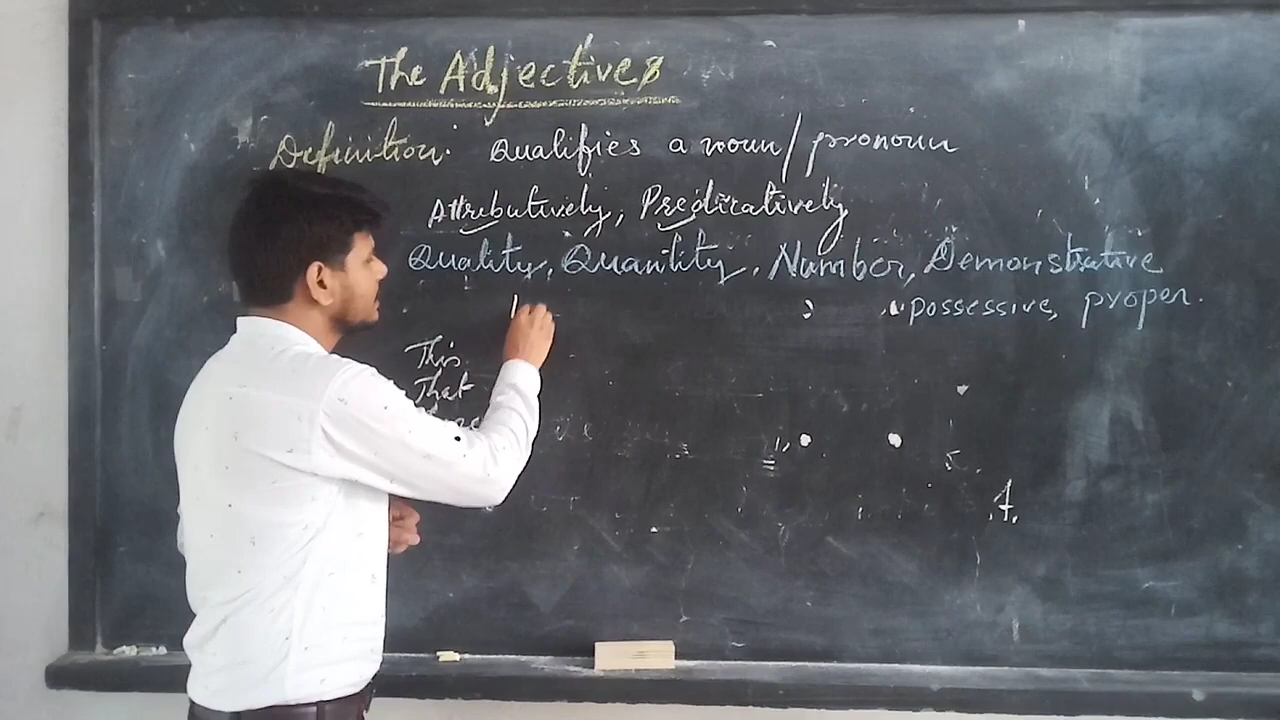 The Adjectives
Definition: Qualifies a noun/pronoun
Attributively, Predicatively
Quality, Quantity, Number, Demonstrative
Possessive, proper.
This
That